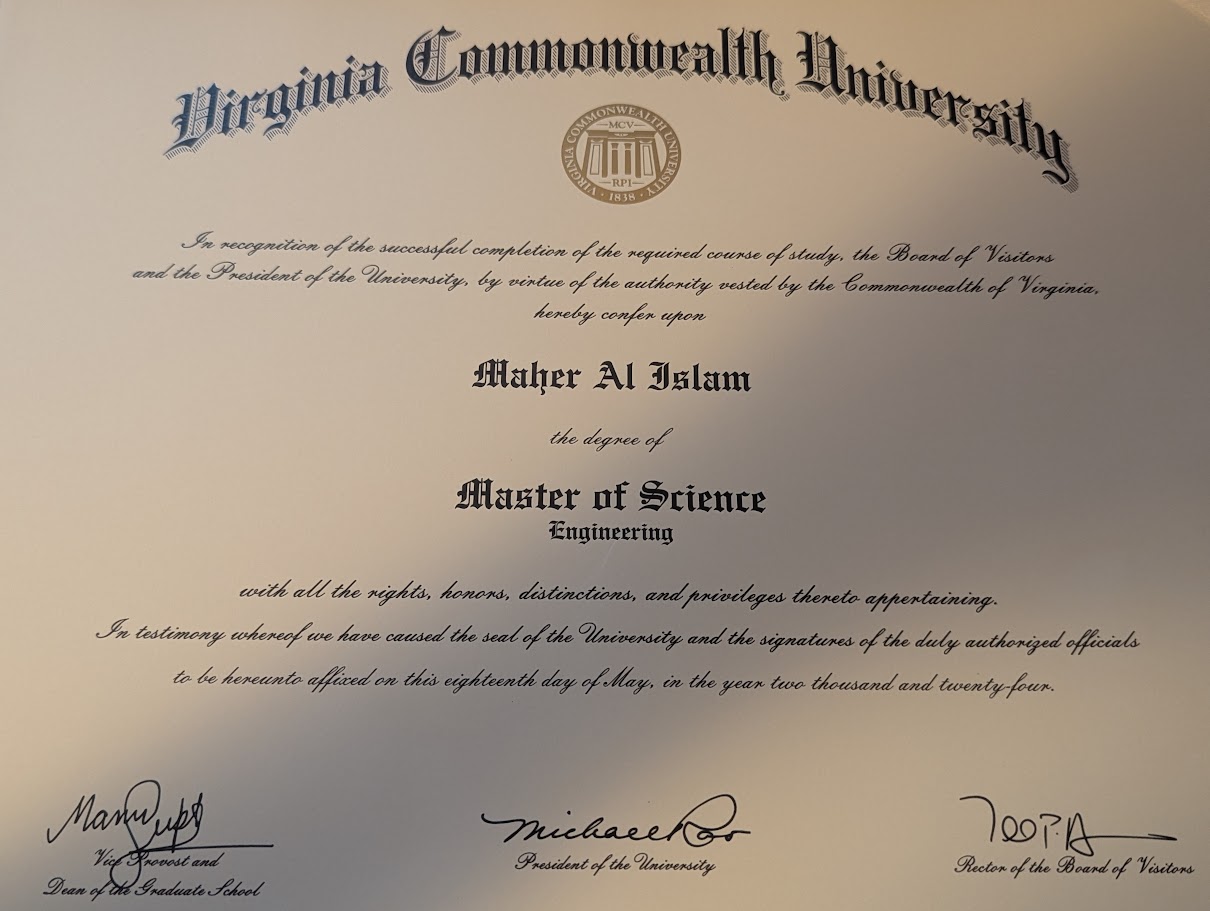 Virginia Commonwealth University
VIRGINIA COMMONWEALTH UNIVERSITY
MCV
RPI
· 1838 ·
In recognition of the successful completion of the required course of study, the Board of Visitors
and the President of the University, by virtue of the authority vested by the Commonwealth of Virginia,
hereby confer upon
Maher Al Islam
the degree of
Master of Science
Engineering
with all the rights, honors, distinctions, and privileges thereto appertaining.
In testimony whereof we have caused the seal of the University and the signatures of the duly authorized officials
to be hereunto affixed on this eighteenth day of May, in the year two thousand and twenty-four.
Michael Rao
Vice Provost and
Dean of the Graduate School
President of the University
Rector of the Board of Visitors